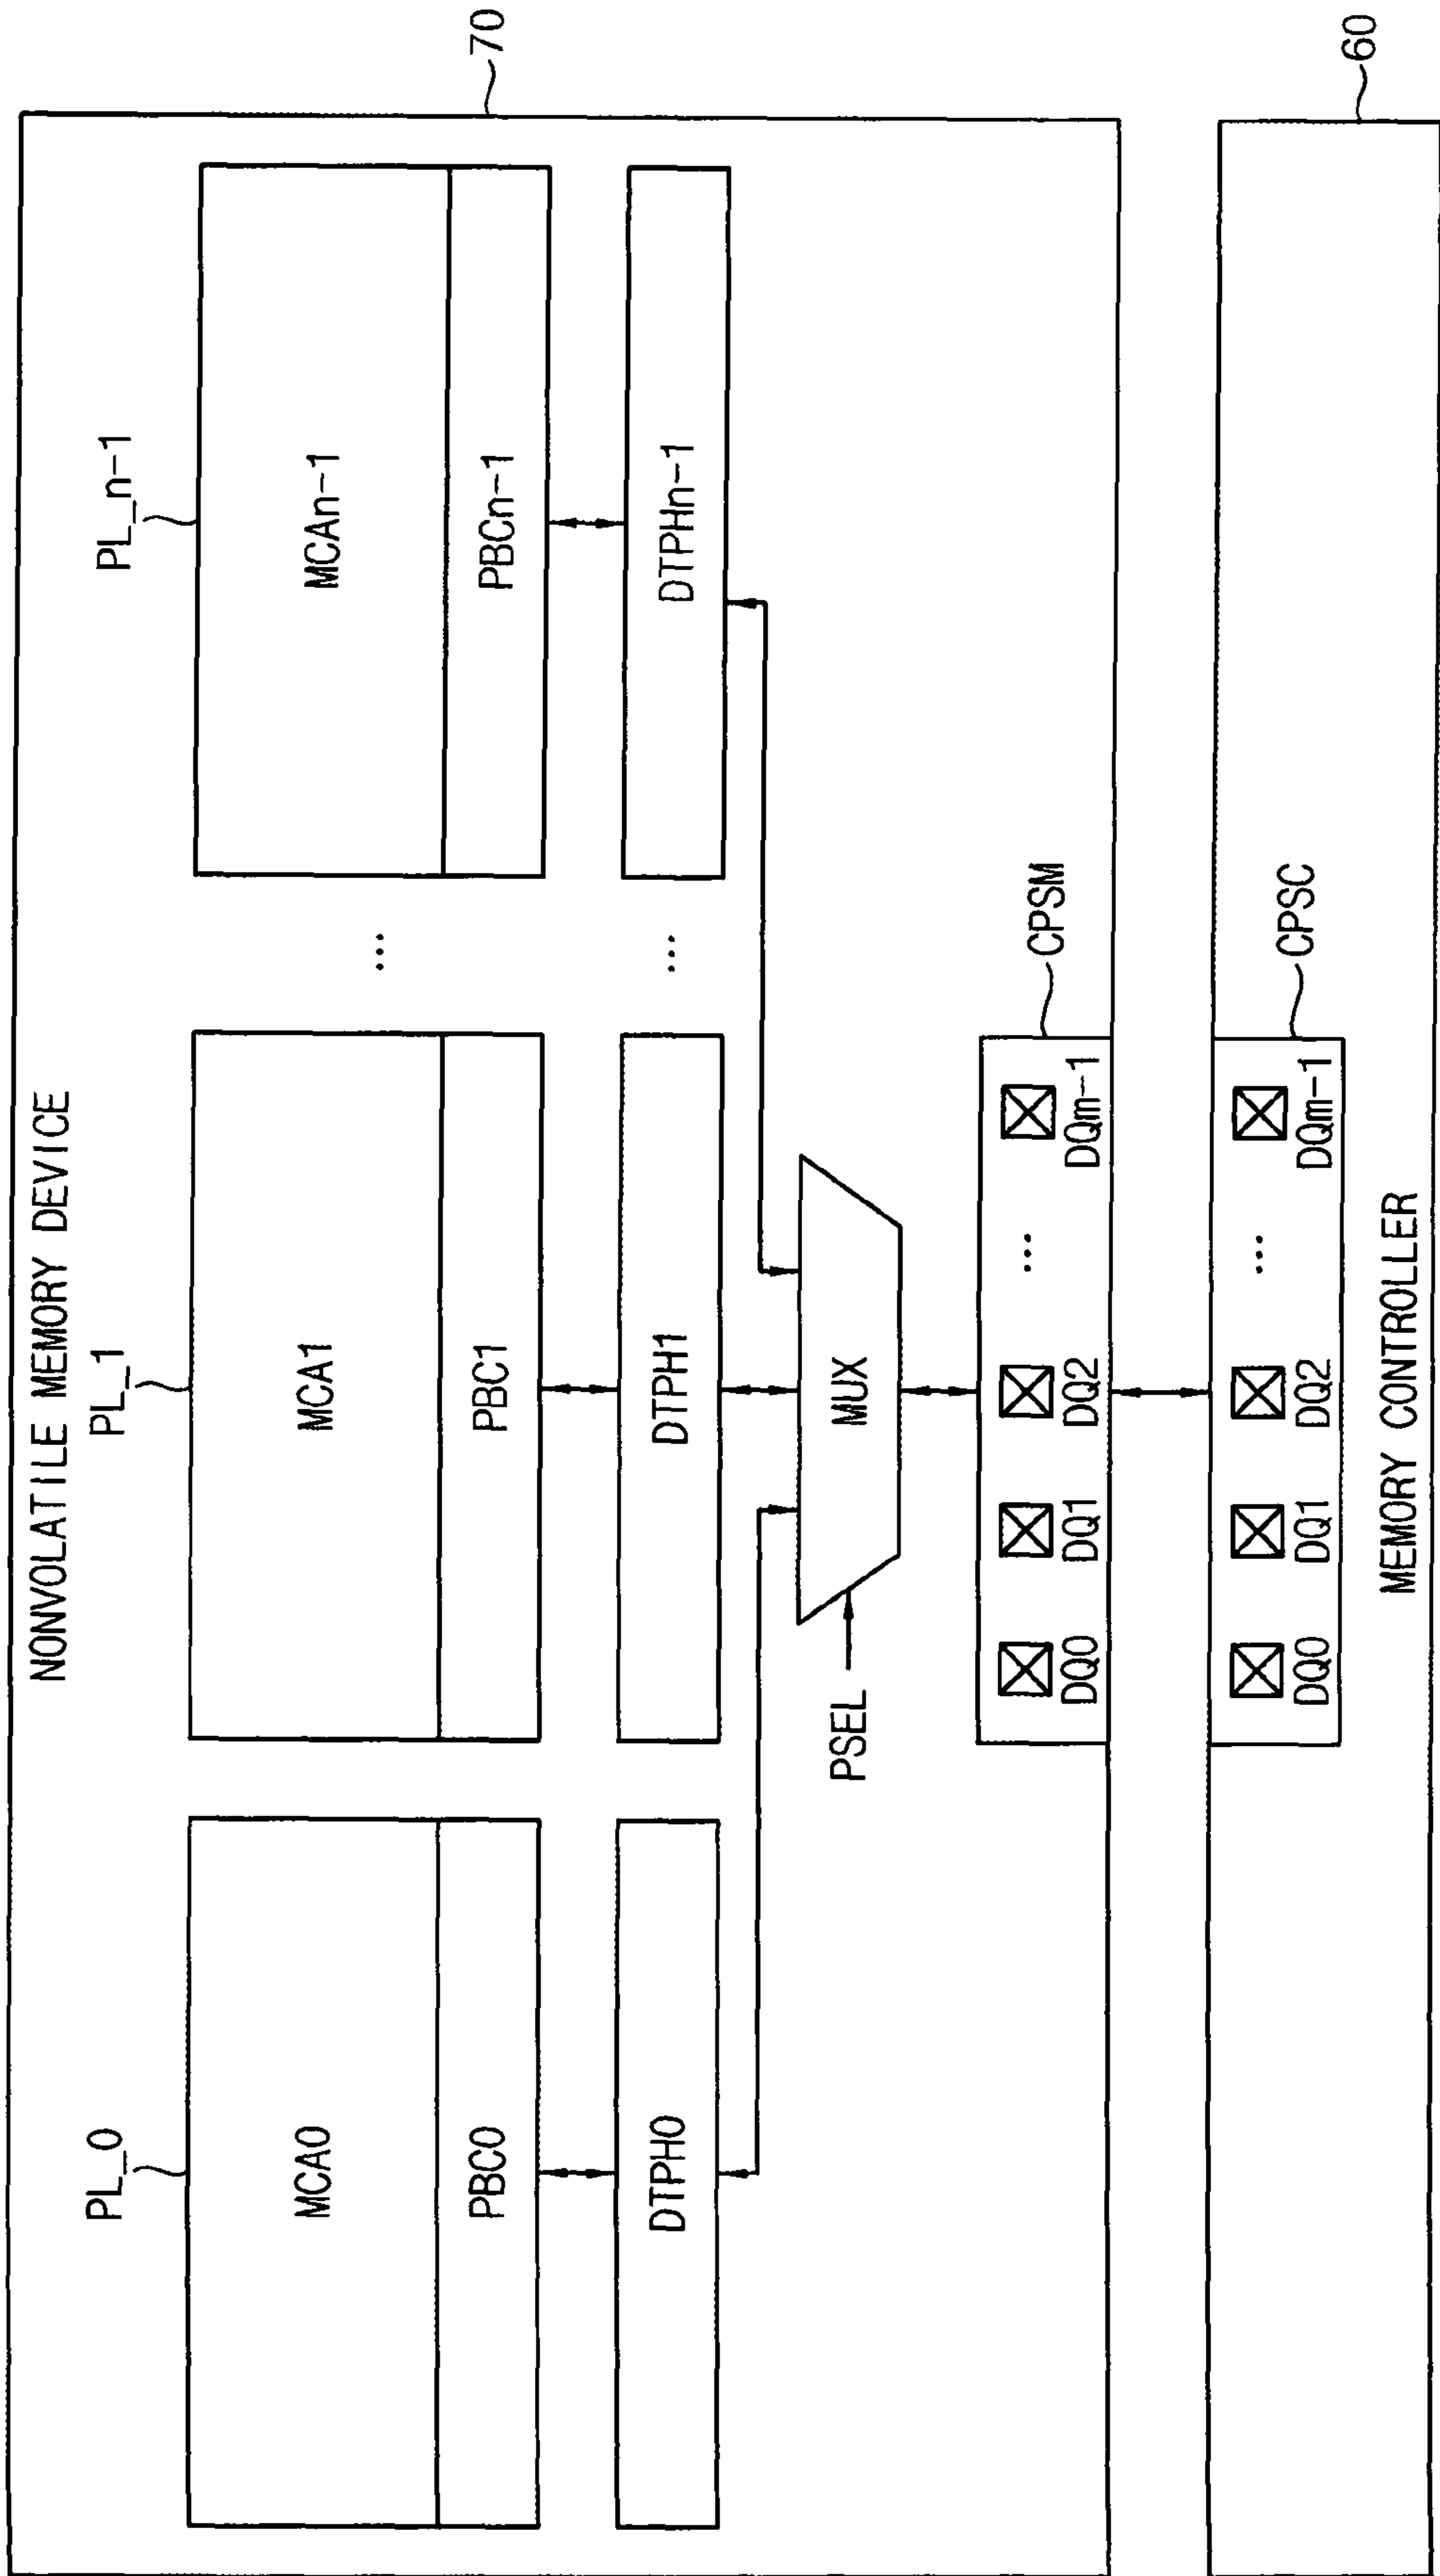 NONVOLATILE MEMORY DEVICE
70
PL_0
PL_1
PL_n-1
MCA0
MCA1
...
MCAn-1
PBC0
PBC1
PBCn-1
DTPH0
DTPH1
...
DTPHn-1
PSEL
MUX
CPSM
DQ0
DQ1
DQ2
...
DQm-1
CPSC
DQ0
DQ1
DQ2
...
DQm-1
MEMORY CONTROLLER
60